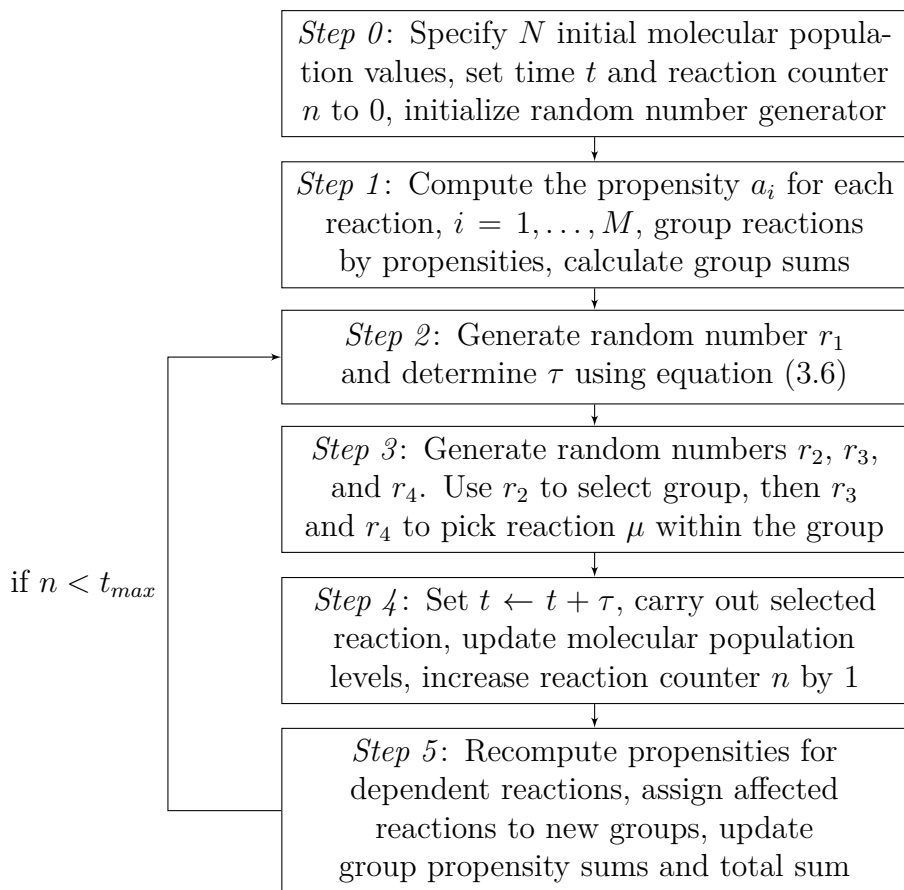 Step 0: Specify N initial molecular popula-
tion values, set time t and reaction counter
n to 0, initialize random number generator
Step 1: Compute the propensity a_i for each
reaction, i = 1, . . . , M, group reactions
by propensities, calculate group sums
Step 2: Generate random number r_1
and determine τ using equation (3.6)
Step 3: Generate random numbers r_2, r_3,
and r_4. Use r_2 to select group, then r_3
and r_4 to pick reaction μ within the group
if n < t_{max}
Step 4: Set t ← t + τ, carry out selected
reaction, update molecular population
levels, increase reaction counter n by 1
Step 5: Recompute propensities for
dependent reactions, assign affected
reactions to new groups, update
group propensity sums and total sum